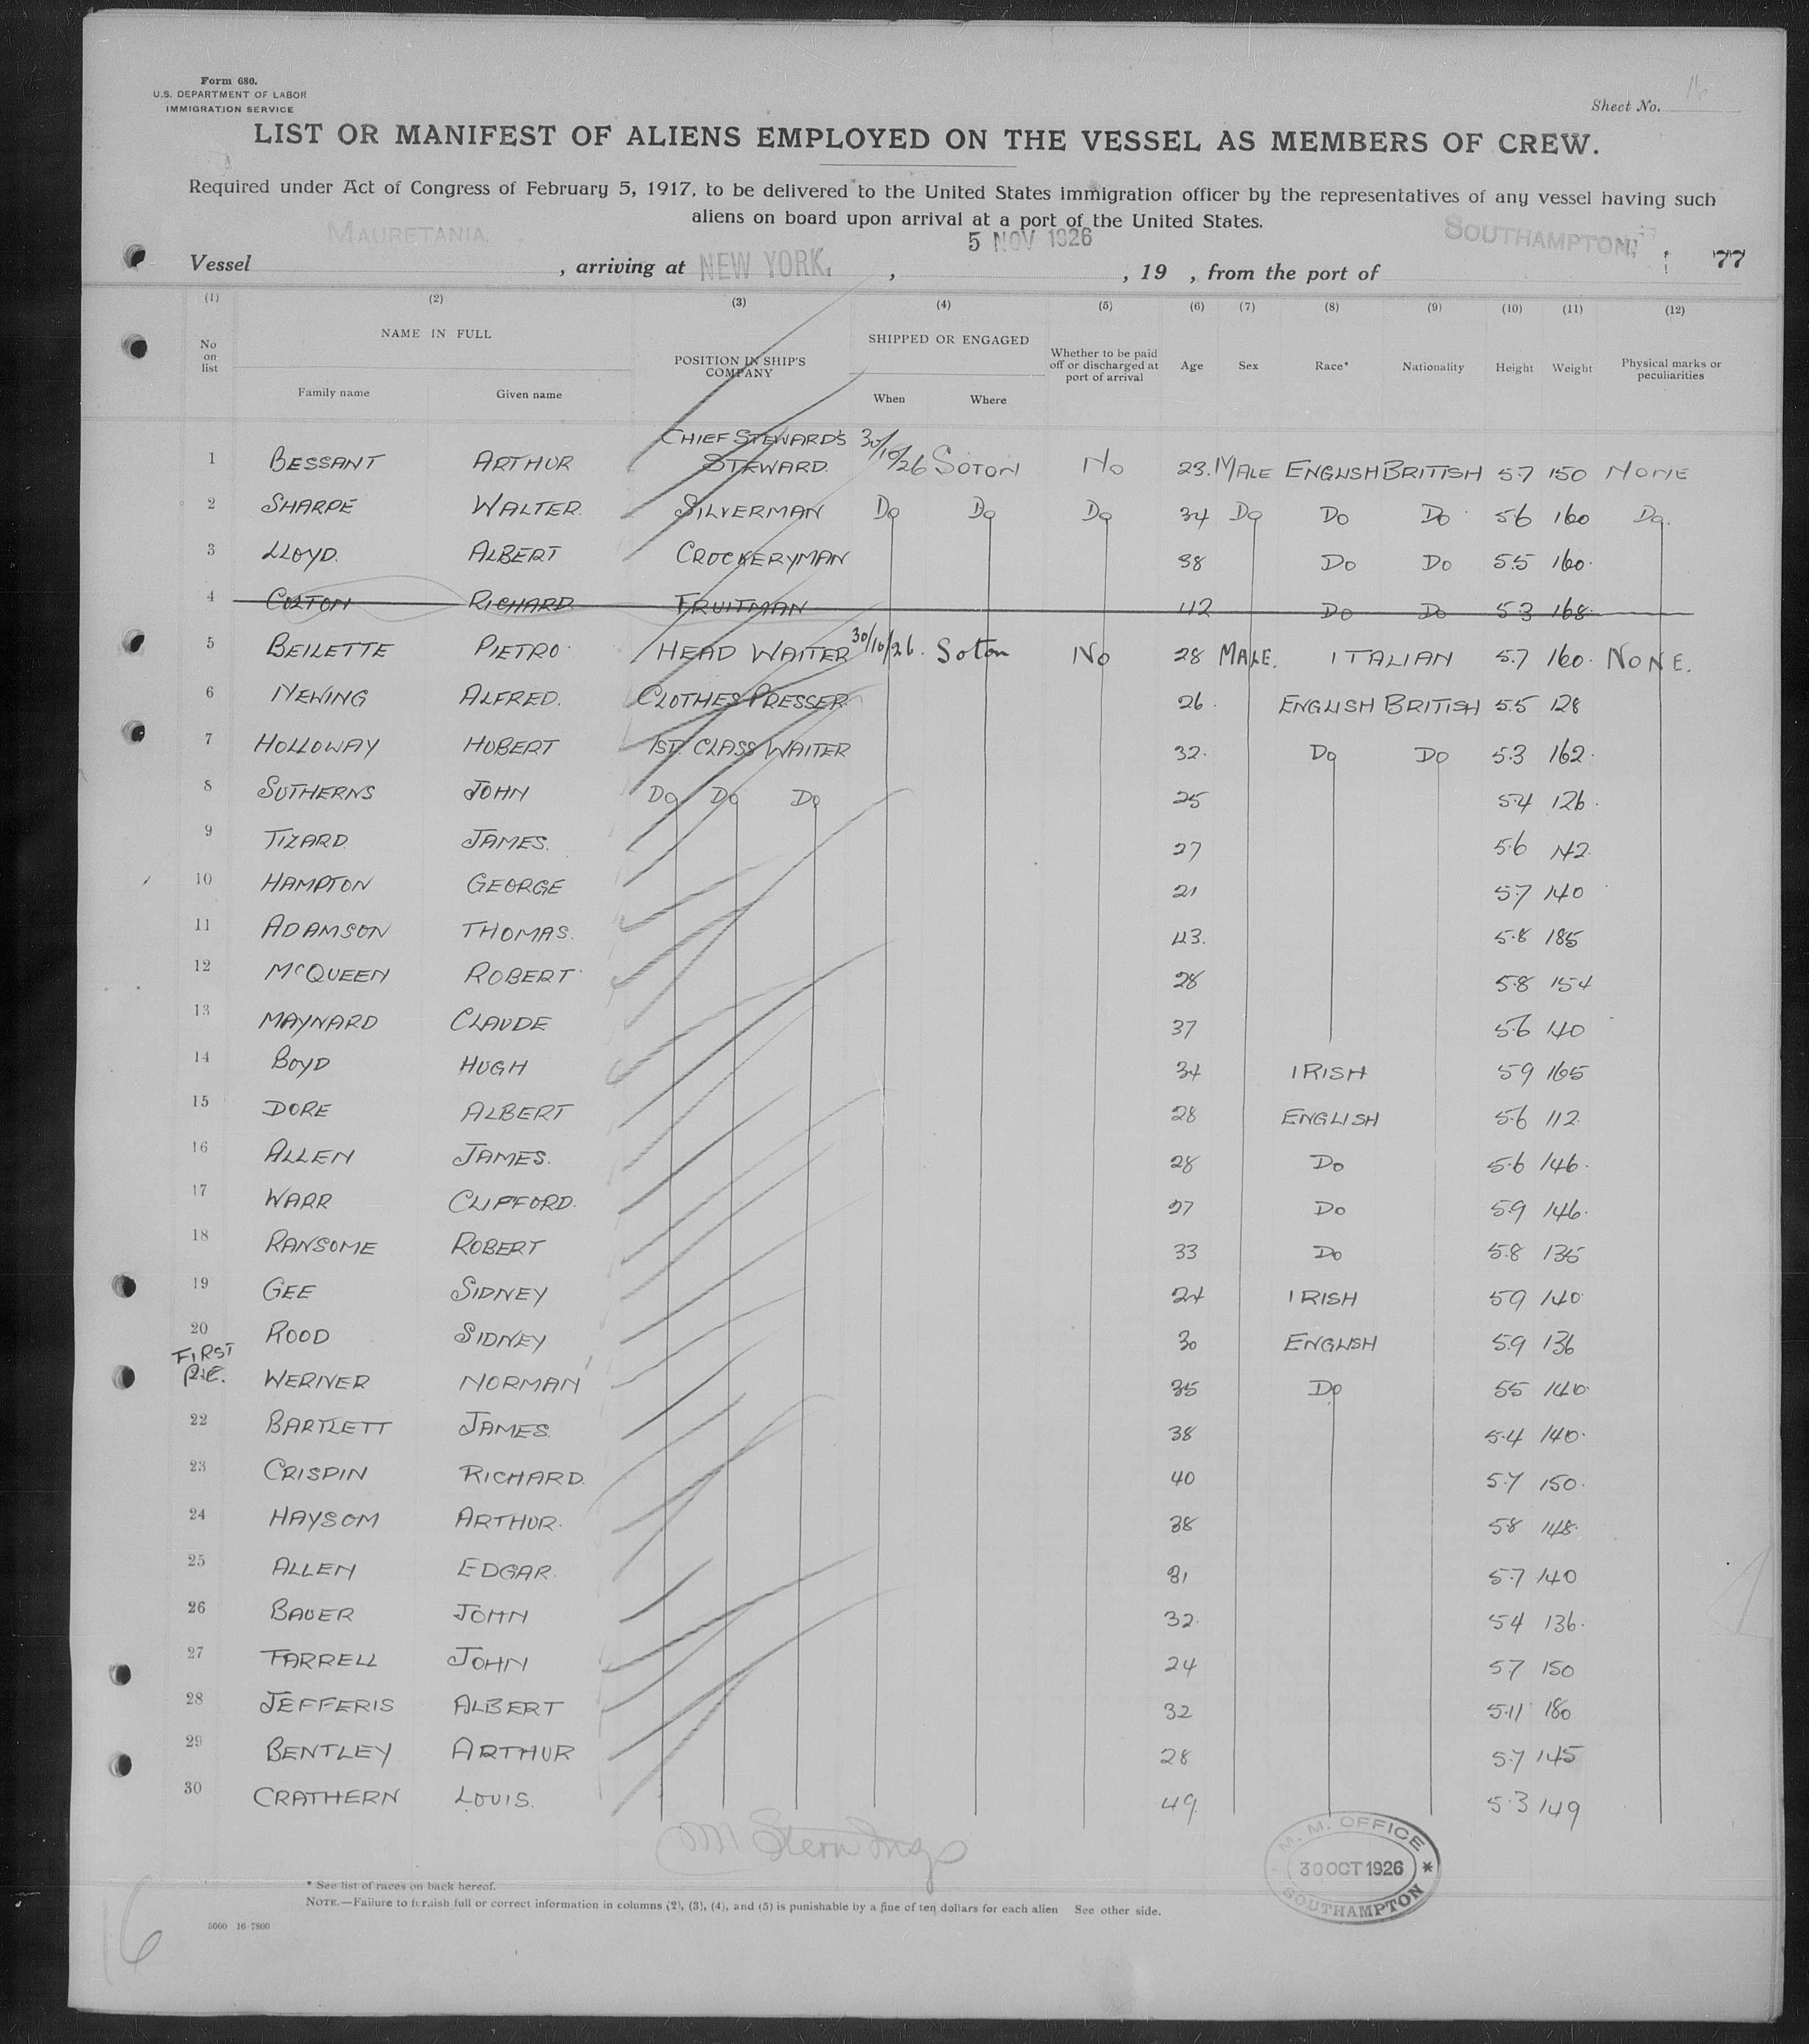 Form 680.
U.S. DEPARTMENT OF LABOR
IMMIGRATION SERVICE
Sheet No. 16
LIST OR MANIFEST OF ALIENS EMPLOYED ON THE VESSEL AS MEMBERS OF CREW.
Required under Act of Congress of February 5, 1917, to be delivered to the United States immigration officer by the representatives of any vessel having such
aliens on board upon arrival at a port of the United States.
Vessel MAURETANIA, arriving at NEW YORK, , 5 NOV 1926 , 19 , from the port of SOUTHAMPTON, 77
(1) (2) (3) (4) (5) (6) (7) (8) (9) (10) (11) (12)
No on list NAME IN FULL POSITION IN SHIP'S COMPANY SHIPPED OR ENGAGED Whether to be paid off or discharged at port of arrival Age Sex Race* Nationality Height Weight Physical marks or peculiarities
Family name Given name When Where
1 BESSANT ARTHUR CHIEF STEWARD'S STEWARD. 30/10/26 SOTON No 23. MALE ENGLISH BRITISH 5.7 150 NONE
2 SHARPE WALTER. SILVERMAN Do Do Do 34 Do Do Do 5.6 160 Do.
3 LLOYD. ALBERT CROCKERYMAN 38 Do Do 5.5 160.
4 COLTON RICHARD FRUITMAN 42 Do Do 5.3 168.
5 BEILETTE PIETRO HEAD WAITER 30/10/26. Soton No 28 MALE. ITALIAN 5.7 160. NONE.
6 NEWING ALFRED. CLOTHES PRESSER 26. ENGLISH BRITISH 5.5 128
7 HOLLOWAY HUBERT 1ST. CLASS WAITER 32. Do Do 5.3 162.
8 SUTHERNS JOHN Do Do Do 25 5.4 126.
9 TIZARD. JAMES. 27 5.6 142.
10 HAMPTON GEORGE 21 5.7 140
11 ADAMSON THOMAS. 43. 5.8 185
12 McQUEEN ROBERT 28 5.8 154
13 MAYNARD CLAUDE 37 5.6 140
14 BOYD HUGH 34 IRISH 5.9 165
15 DORE ALBERT 28 ENGLISH 5.6 112.
16 ALLEN JAMES. 28 Do 5.6 146.
17 WARR CLIFFORD. 27 Do 5.9 146.
18 RANSOME ROBERT 33 Do 5.8 135
19 GEE SIDNEY 24 IRISH 5.9 140
20 ROOD SIDNEY 30 ENGLISH 5.9 136
FIRST
21 WERNER NORMAN 35 Do 5.5 140.
22 BARTLETT JAMES. 38 5.4 140.
23 CRISPIN RICHARD. 40 5.7 150.
24 HAYSOM ARTHUR. 38 5.8 148.
25 ALLEN EDGAR. 31 5.7 140
26 BAUER JOHN 32. 5.4 136.
27 FARRELL JOHN 24 5.7 150
28 JEFFERIS ALBERT 32 5.11 180
29 BENTLEY ARTHUR 28 5.7 145
30 CRATHERN LOUIS. 49. 5.3 149
M.M. OFFICE
30 OCT 1926
SOUTHAMPTON
* See list of races on back hereof.
NOTE.—Failure to furnish full or correct information in columns (2), (3), (4), and (5) is punishable by a fine of ten dollars for each alien See other side.
5000 16-7800
16